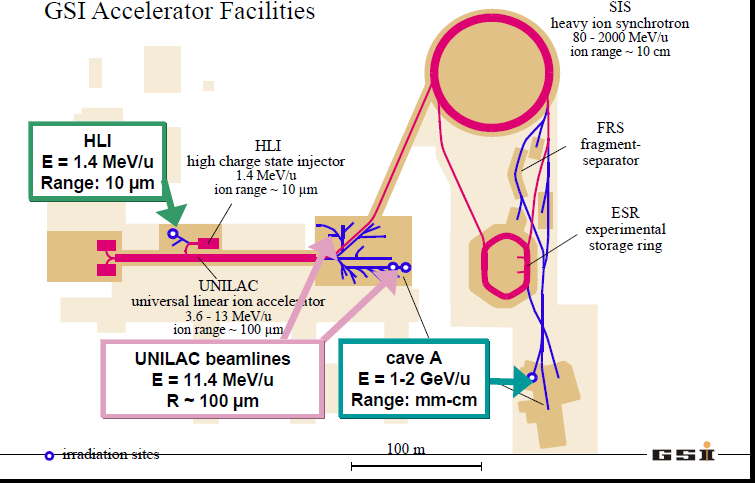 GSI Accelerator Facilities
SIS
heavy ion synchrotron
80 - 2000 MeV/u
ion range ~ 10 cm
HLI
E = 1.4 MeV/u
Range: 10 µm
HLI
high charge state injector
1.4 MeV/u
ion range ~ 10 µm
FRS
fragment-
separator
ESR
experimental
storage ring
UNILAC
universal linear ion accelerator
3.6 - 13 MeV/u
ion range ~ 100 µm
UNILAC beamlines
E = 11.4 MeV/u
R ~ 100 µm
cave A
E = 1-2 GeV/u
Range: mm-cm
irradiation sites
100 m
GSI